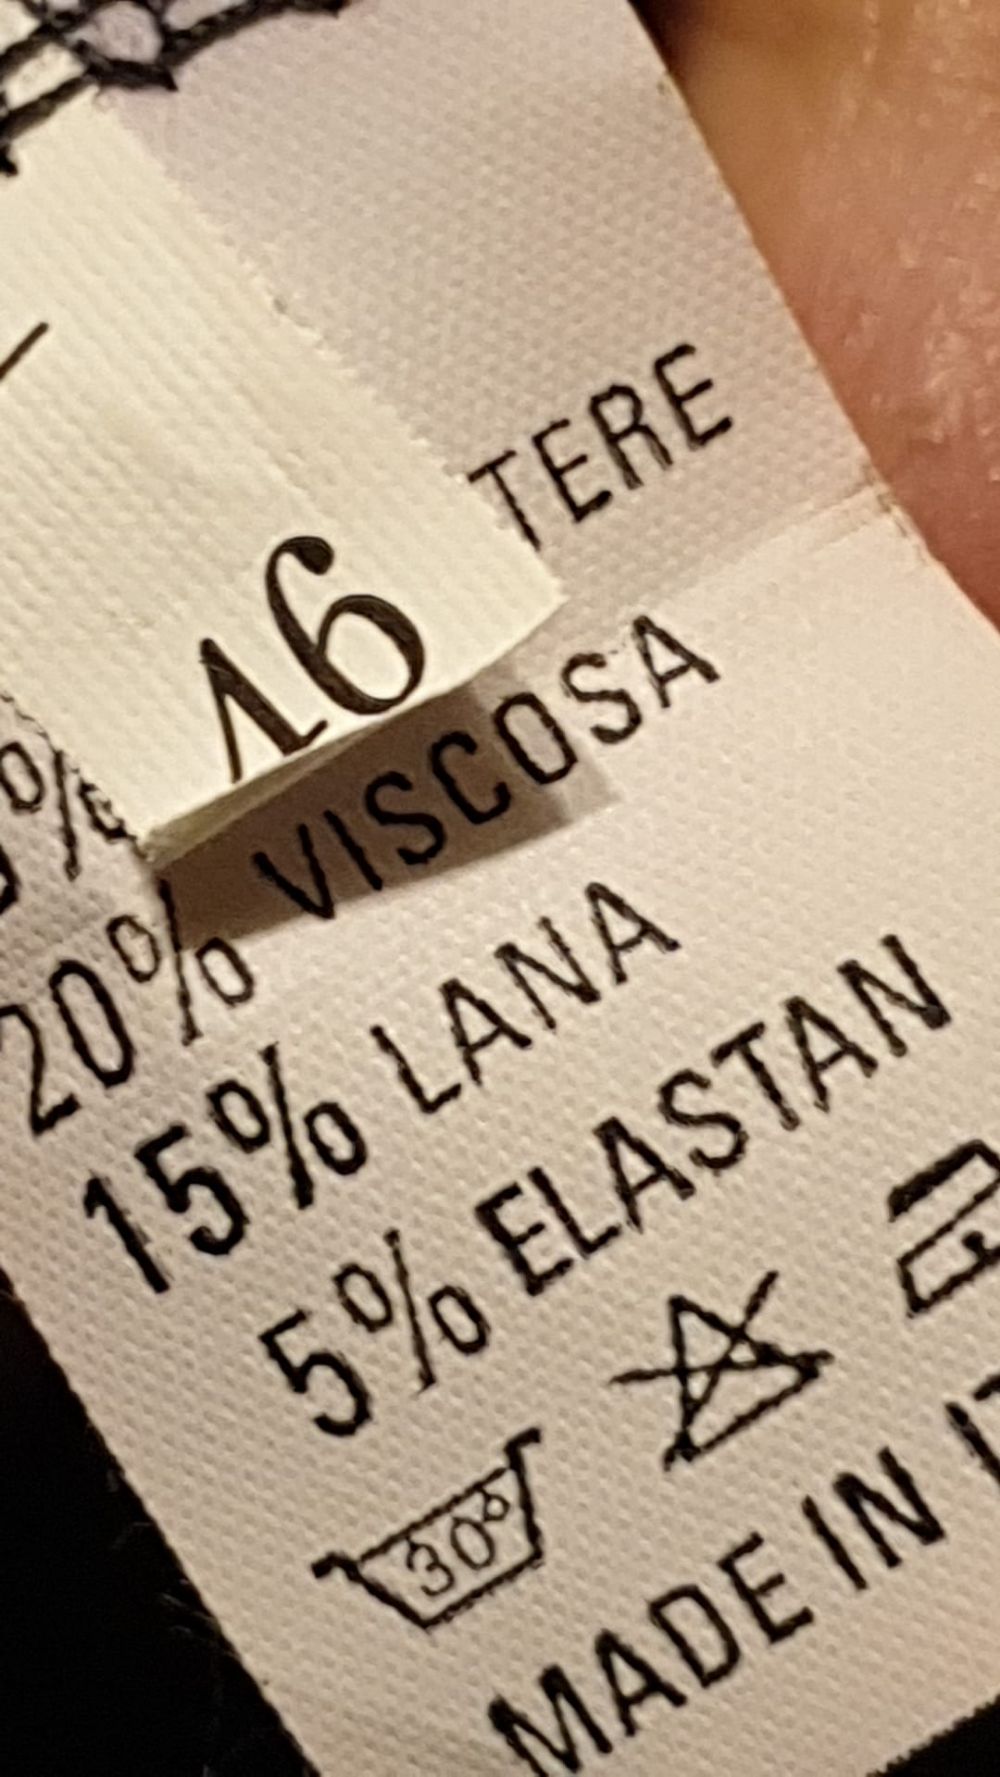 TERE
16
%
20% VISCOSA
15% LANA
5% ELASTAN
30°
MADE IN